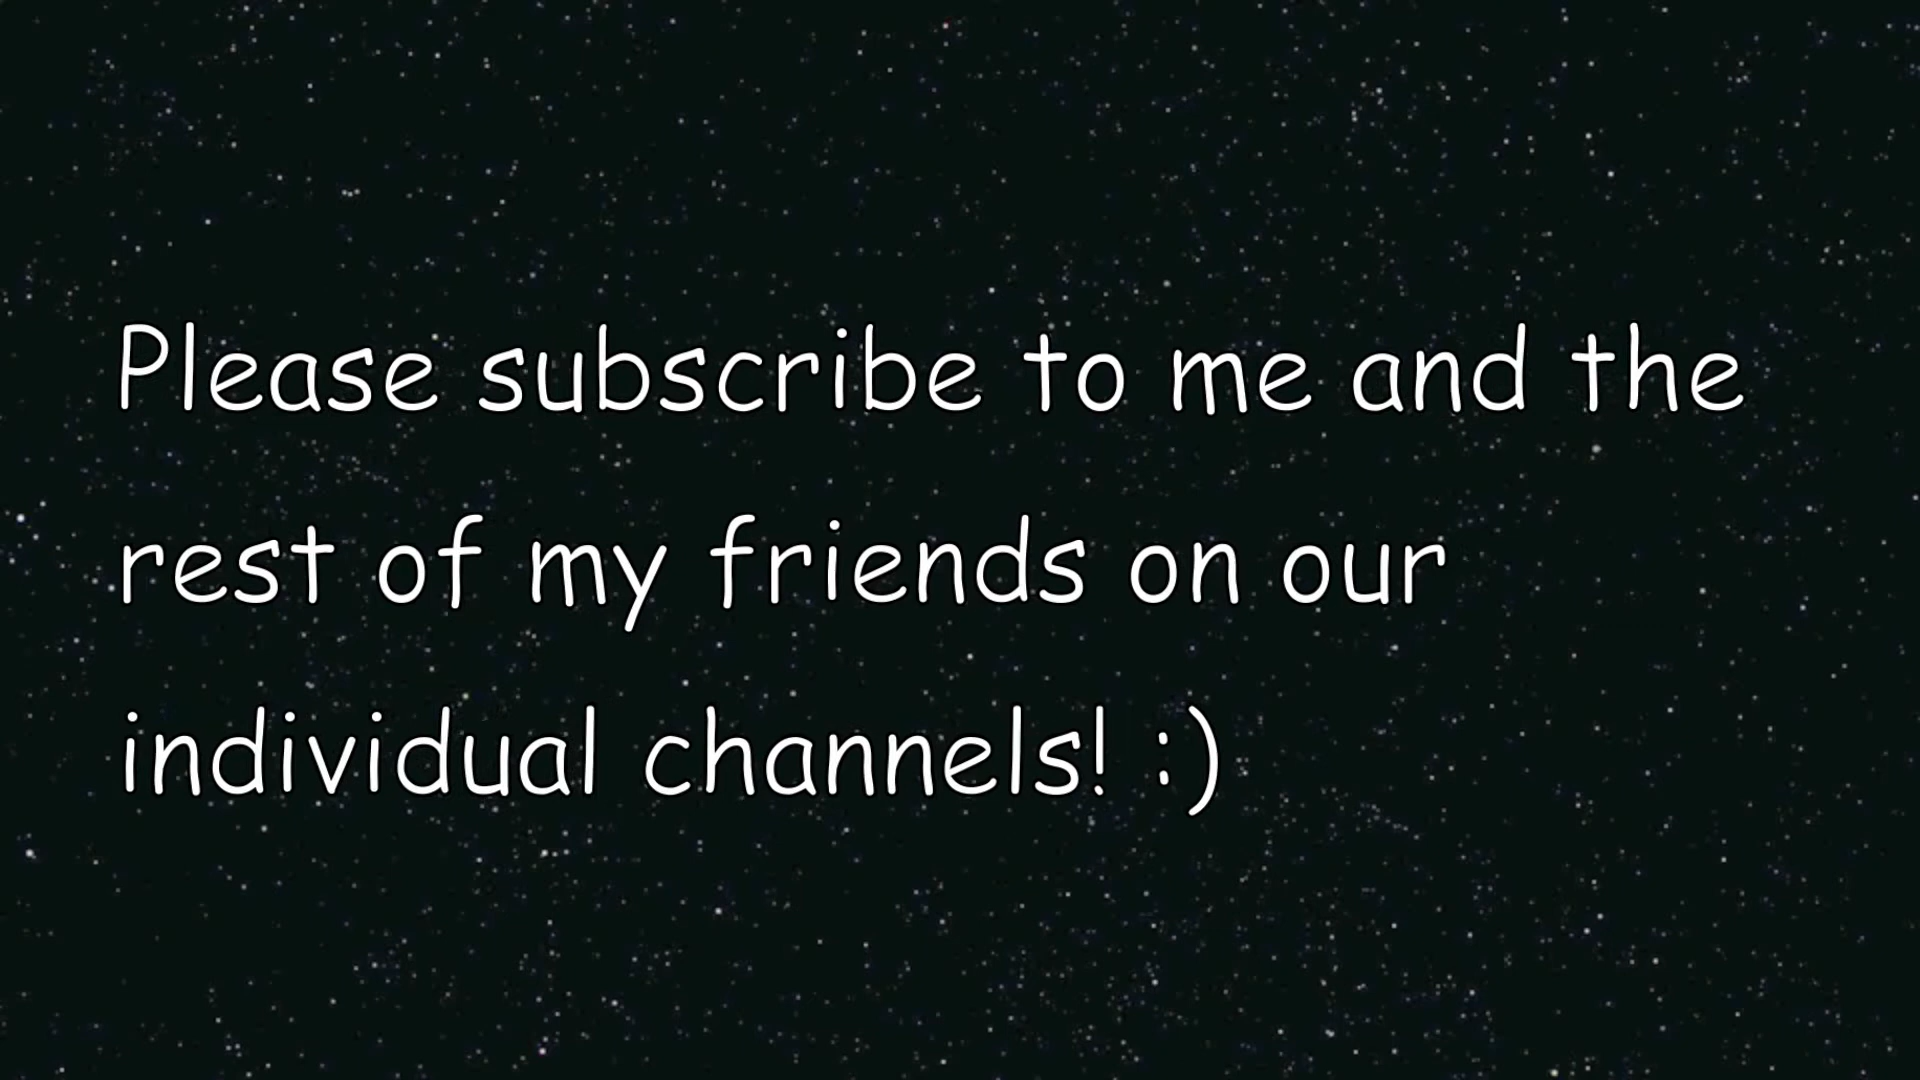 Please subscribe to me and the
rest of my friends on our
individual channels! :)